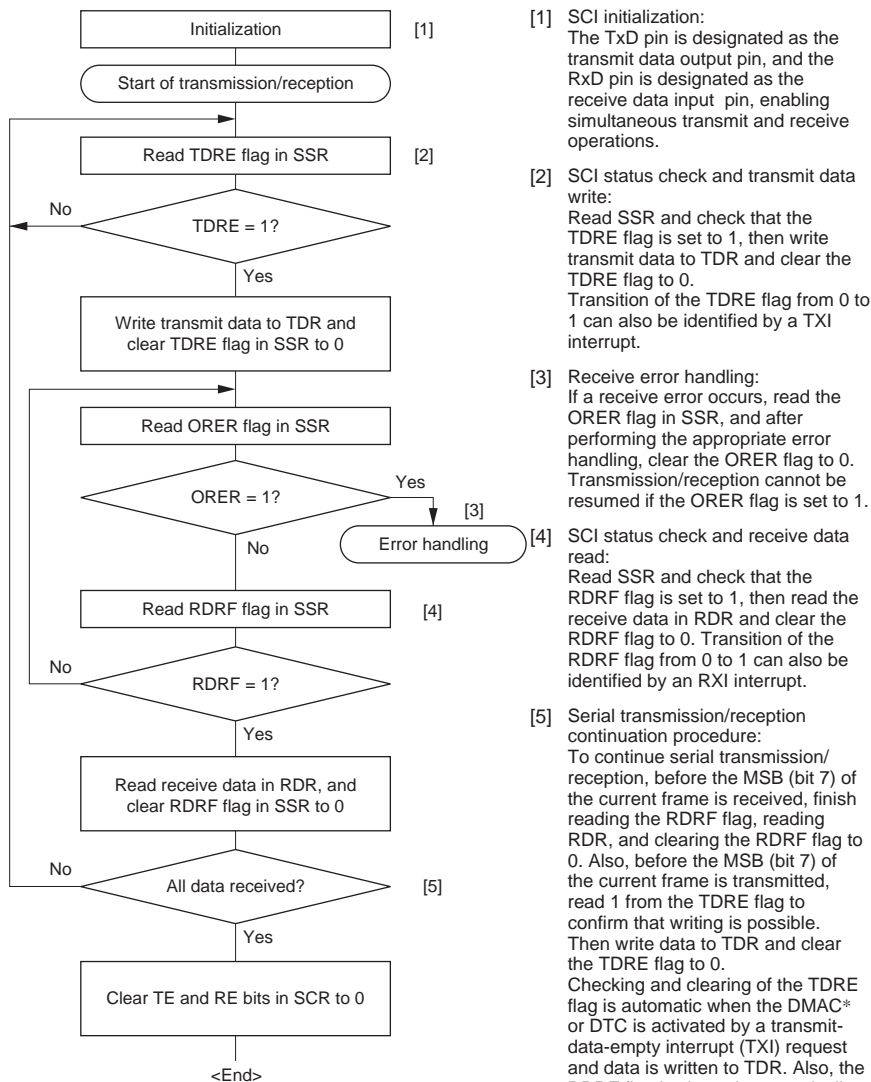 Initialization [1]
Start of transmission/reception
Read TDRE flag in SSR [2]
No
TDRE = 1?
Yes
Write transmit data to TDR and
clear TDRE flag in SSR to 0
Read ORER flag in SSR
Yes
ORER = 1?
[3]
No
Error handling
Read RDRF flag in SSR [4]
No
RDRF = 1?
Yes
Read receive data in RDR, and
clear RDRF flag in SSR to 0
No
All data received? [5]
Yes
Clear TE and RE bits in SCR to 0
<End>
[1] SCI initialization:
The TxD pin is designated as the
transmit data output pin, and the
RxD pin is designated as the
receive data input pin, enabling
simultaneous transmit and receive
operations.
[2] SCI status check and transmit data
write:
Read SSR and check that the
TDRE flag is set to 1, then write
transmit data to TDR and clear the
TDRE flag to 0.
Transition of the TDRE flag from 0 to
1 can also be identified by a TXI
interrupt.
[3] Receive error handling:
If a receive error occurs, read the
ORER flag in SSR, and after
performing the appropriate error
handling, clear the ORER flag to 0.
Transmission/reception cannot be
resumed if the ORER flag is set to 1.
[4] SCI status check and receive data
read:
Read SSR and check that the
RDRF flag is set to 1, then read the
receive data in RDR and clear the
RDRF flag to 0. Transition of the
RDRF flag from 0 to 1 can also be
identified by an RXI interrupt.
[5] Serial transmission/reception
continuation procedure:
To continue serial transmission/
reception, before the MSB (bit 7) of
the current frame is received, finish
reading the RDRF flag, reading
RDR, and clearing the RDRF flag to
0. Also, before the MSB (bit 7) of
the current frame is transmitted,
read 1 from the TDRE flag to
confirm that writing is possible.
Then write data to TDR and clear
the TDRE flag to 0.
Checking and clearing of the TDRE
flag is automatic when the DMAC*
or DTC is activated by a transmit-
data-empty interrupt (TXI) request
and data is written to TDR. Also, the